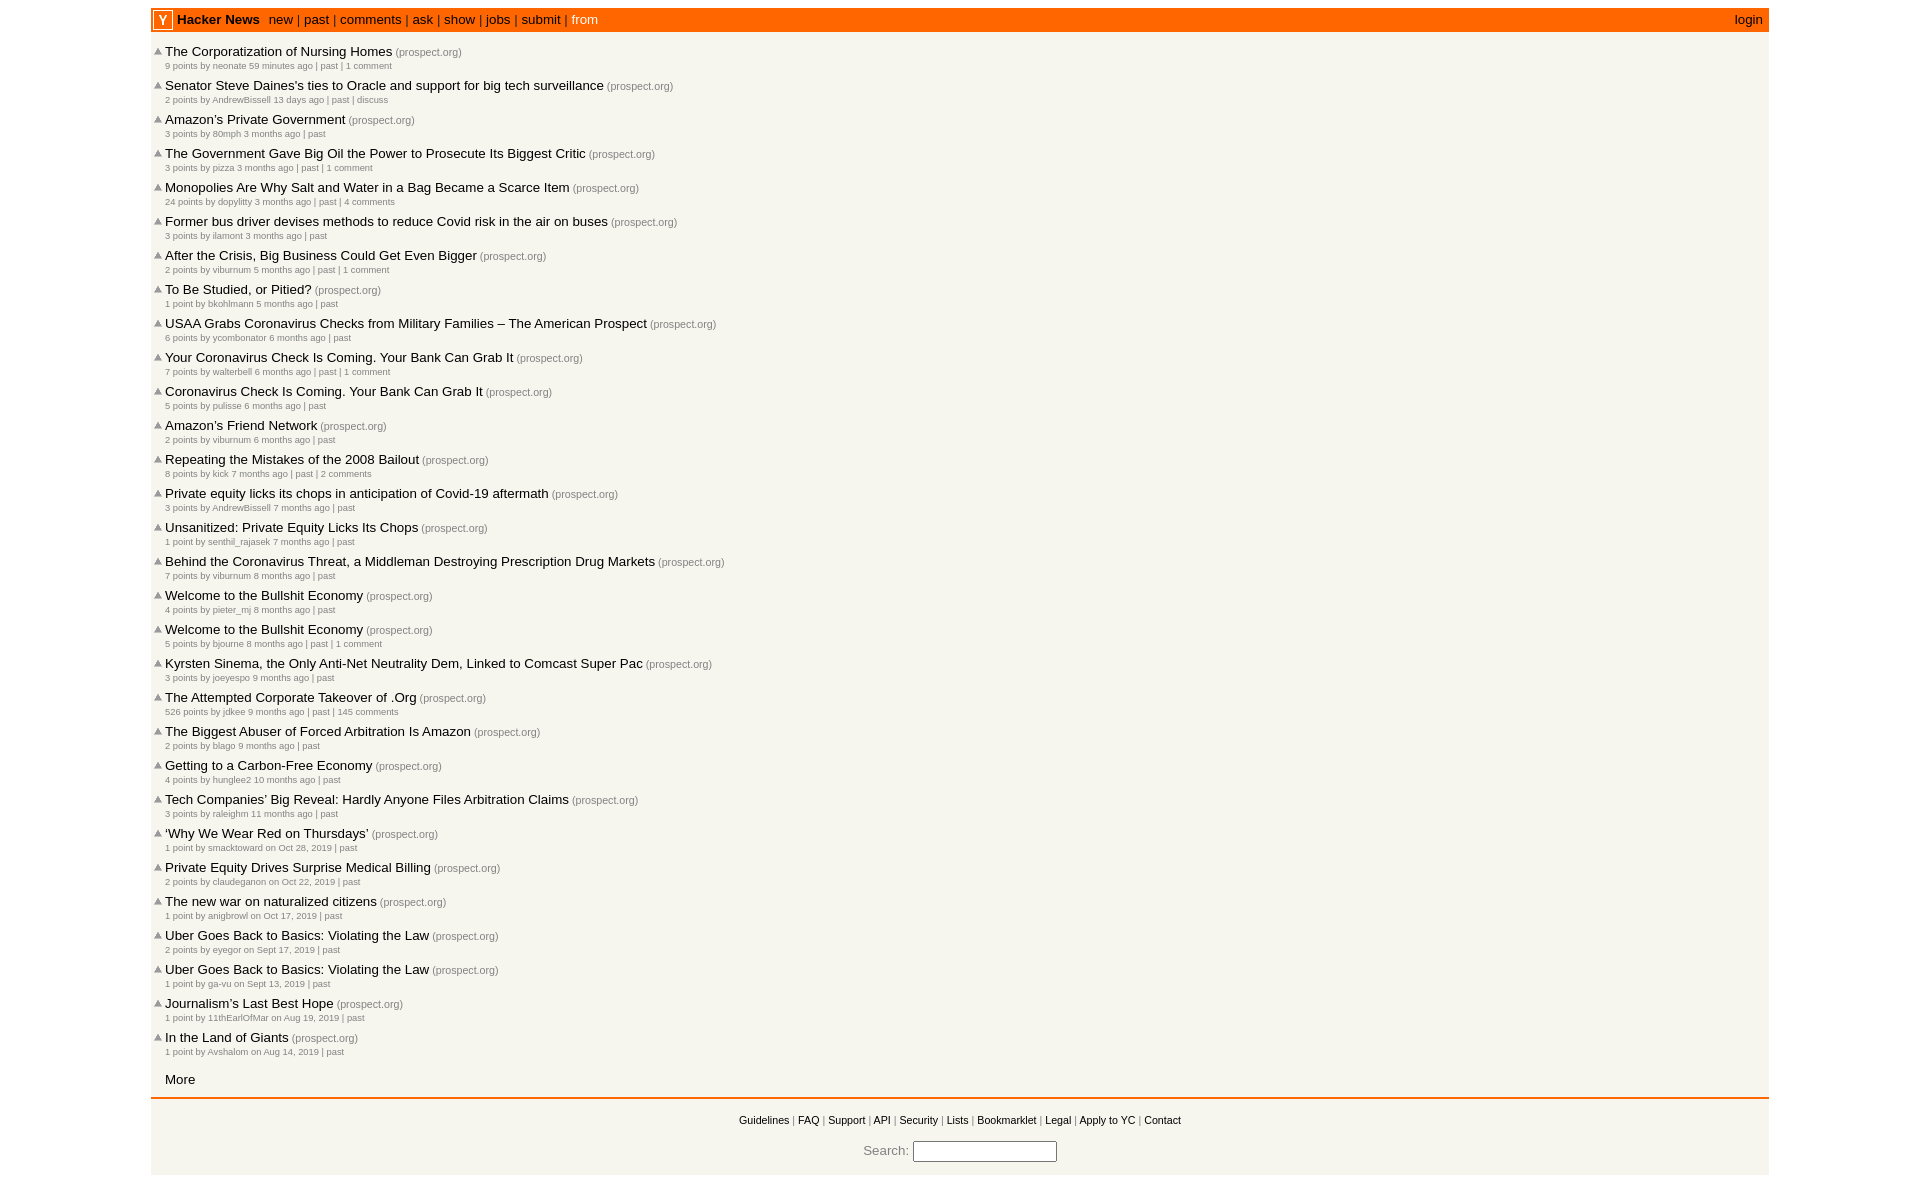 Y Hacker News new | past | comments | ask | show | jobs | submit | from login
The Corporatization of Nursing Homes (prospect.org)
9 points by neonate 59 minutes ago | past | 1 comment
Senator Steve Daines's ties to Oracle and support for big tech surveillance (prospect.org)
2 points by AndrewBissell 13 days ago | past | discuss
Amazon’s Private Government (prospect.org)
3 points by 80mph 3 months ago | past
The Government Gave Big Oil the Power to Prosecute Its Biggest Critic (prospect.org)
3 points by pizza 3 months ago | past | 1 comment
Monopolies Are Why Salt and Water in a Bag Became a Scarce Item (prospect.org)
24 points by dopylitty 3 months ago | past | 4 comments
Former bus driver devises methods to reduce Covid risk in the air on buses (prospect.org)
3 points by ilamont 3 months ago | past
After the Crisis, Big Business Could Get Even Bigger (prospect.org)
2 points by viburnum 5 months ago | past | 1 comment
To Be Studied, or Pitied? (prospect.org)
1 point by bkohlmann 5 months ago | past
USAA Grabs Coronavirus Checks from Military Families – The American Prospect (prospect.org)
6 points by ycombonator 6 months ago | past
Your Coronavirus Check Is Coming. Your Bank Can Grab It (prospect.org)
7 points by walterbell 6 months ago | past | 1 comment
Coronavirus Check Is Coming. Your Bank Can Grab It (prospect.org)
5 points by pulisse 6 months ago | past
Amazon’s Friend Network (prospect.org)
2 points by viburnum 6 months ago | past
Repeating the Mistakes of the 2008 Bailout (prospect.org)
8 points by kick 7 months ago | past | 2 comments
Private equity licks its chops in anticipation of Covid-19 aftermath (prospect.org)
3 points by AndrewBissell 7 months ago | past
Unsanitized: Private Equity Licks Its Chops (prospect.org)
1 point by senthil_rajasek 7 months ago | past
Behind the Coronavirus Threat, a Middleman Destroying Prescription Drug Markets (prospect.org)
7 points by viburnum 8 months ago | past
Welcome to the Bullshit Economy (prospect.org)
4 points by pieter_mj 8 months ago | past
Welcome to the Bullshit Economy (prospect.org)
5 points by bjourne 8 months ago | past | 1 comment
Kyrsten Sinema, the Only Anti-Net Neutrality Dem, Linked to Comcast Super Pac (prospect.org)
3 points by joeyespo 9 months ago | past
The Attempted Corporate Takeover of .Org (prospect.org)
526 points by jdkee 9 months ago | past | 145 comments
The Biggest Abuser of Forced Arbitration Is Amazon (prospect.org)
2 points by blago 9 months ago | past
Getting to a Carbon-Free Economy (prospect.org)
4 points by hunglee2 10 months ago | past
Tech Companies’ Big Reveal: Hardly Anyone Files Arbitration Claims (prospect.org)
3 points by raleighm 11 months ago | past
‘Why We Wear Red on Thursdays’ (prospect.org)
1 point by smacktoward on Oct 28, 2019 | past
Private Equity Drives Surprise Medical Billing (prospect.org)
2 points by claudeganon on Oct 22, 2019 | past
The new war on naturalized citizens (prospect.org)
1 point by anigbrowl on Oct 17, 2019 | past
Uber Goes Back to Basics: Violating the Law (prospect.org)
2 points by eyegor on Sept 17, 2019 | past
Uber Goes Back to Basics: Violating the Law (prospect.org)
1 point by ga-vu on Sept 13, 2019 | past
Journalism’s Last Best Hope (prospect.org)
1 point by 11thEarlOfMar on Aug 19, 2019 | past
In the Land of Giants (prospect.org)
1 point by Avshalom on Aug 14, 2019 | past
More
Guidelines | FAQ | Support | API | Security | Lists | Bookmarklet | Legal | Apply to YC | Contact
Search: